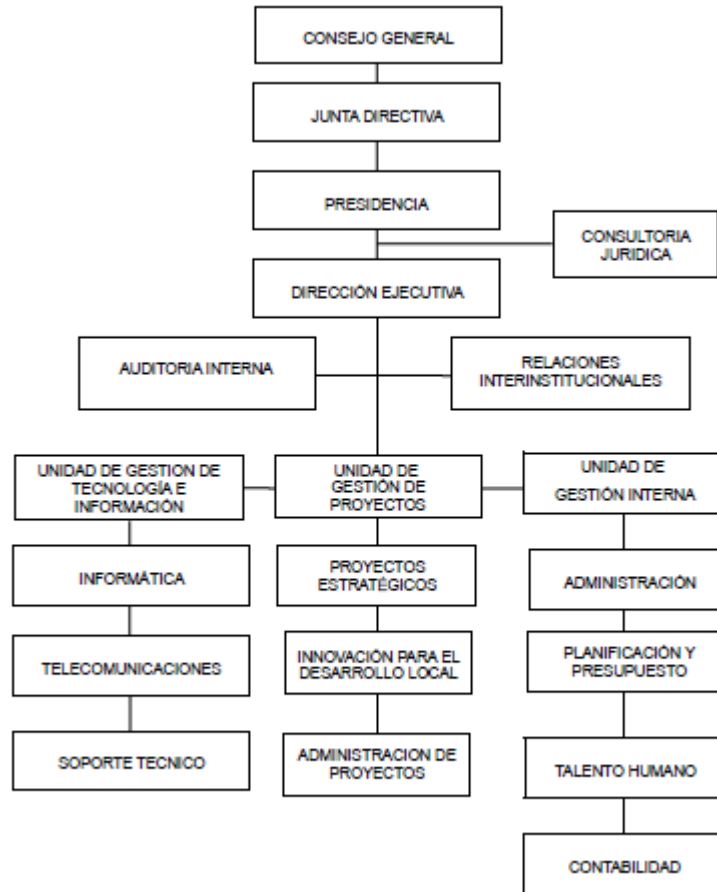 CONSEJO GENERAL
JUNTA DIRECTIVA
PRESIDENCIA
CONSULTORIA
JURIDICA
DIRECCIÓN EJECUTIVA
AUDITORIA INTERNA
RELACIONES
INTERINSTITUCIONALES
UNIDAD DE GESTION DE
TECNOLOGÍA E
INFORMACIÓN
UNIDAD DE
GESTIÓN DE
PROYECTOS
UNIDAD DE
GESTIÓN INTERNA
INFORMÁTICA
PROYECTOS
ESTRATÉGICOS
ADMINISTRACIÓN
TELECOMUNICACIONES
INNOVACIÓN PARA EL
DESARROLLO LOCAL
PLANIFICACIÓN Y
PRESUPUESTO
SOPORTE TECNICO
ADMINISTRACION DE
PROYECTOS
TALENTO HUMANO
CONTABILIDAD